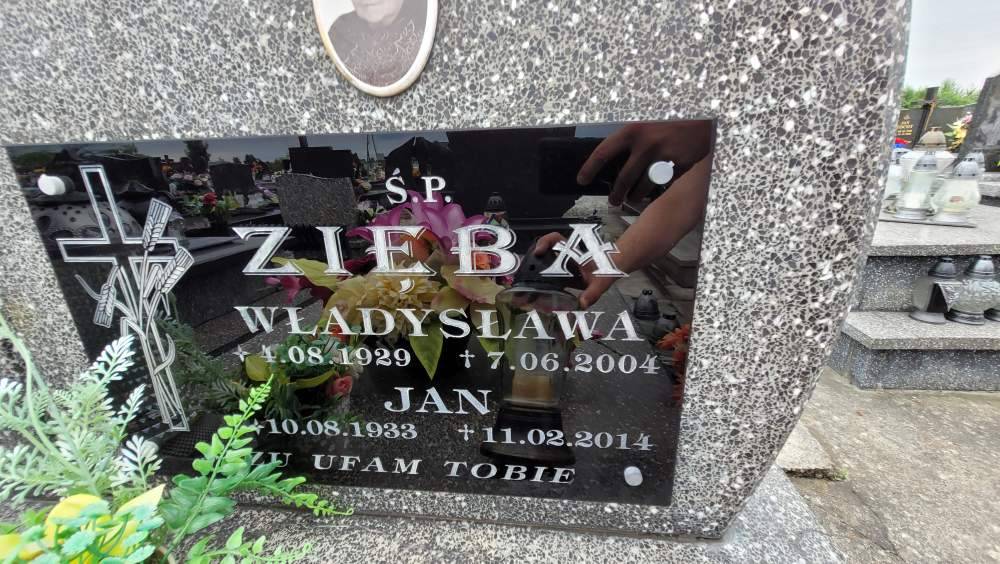 Ś.P.
ZIĘBA
WŁADYSŁAWA
* 4.08.1929 † 7.06.2004
JAN
* 10.08.1933 † 11.02.2014
UFAM TOBIE